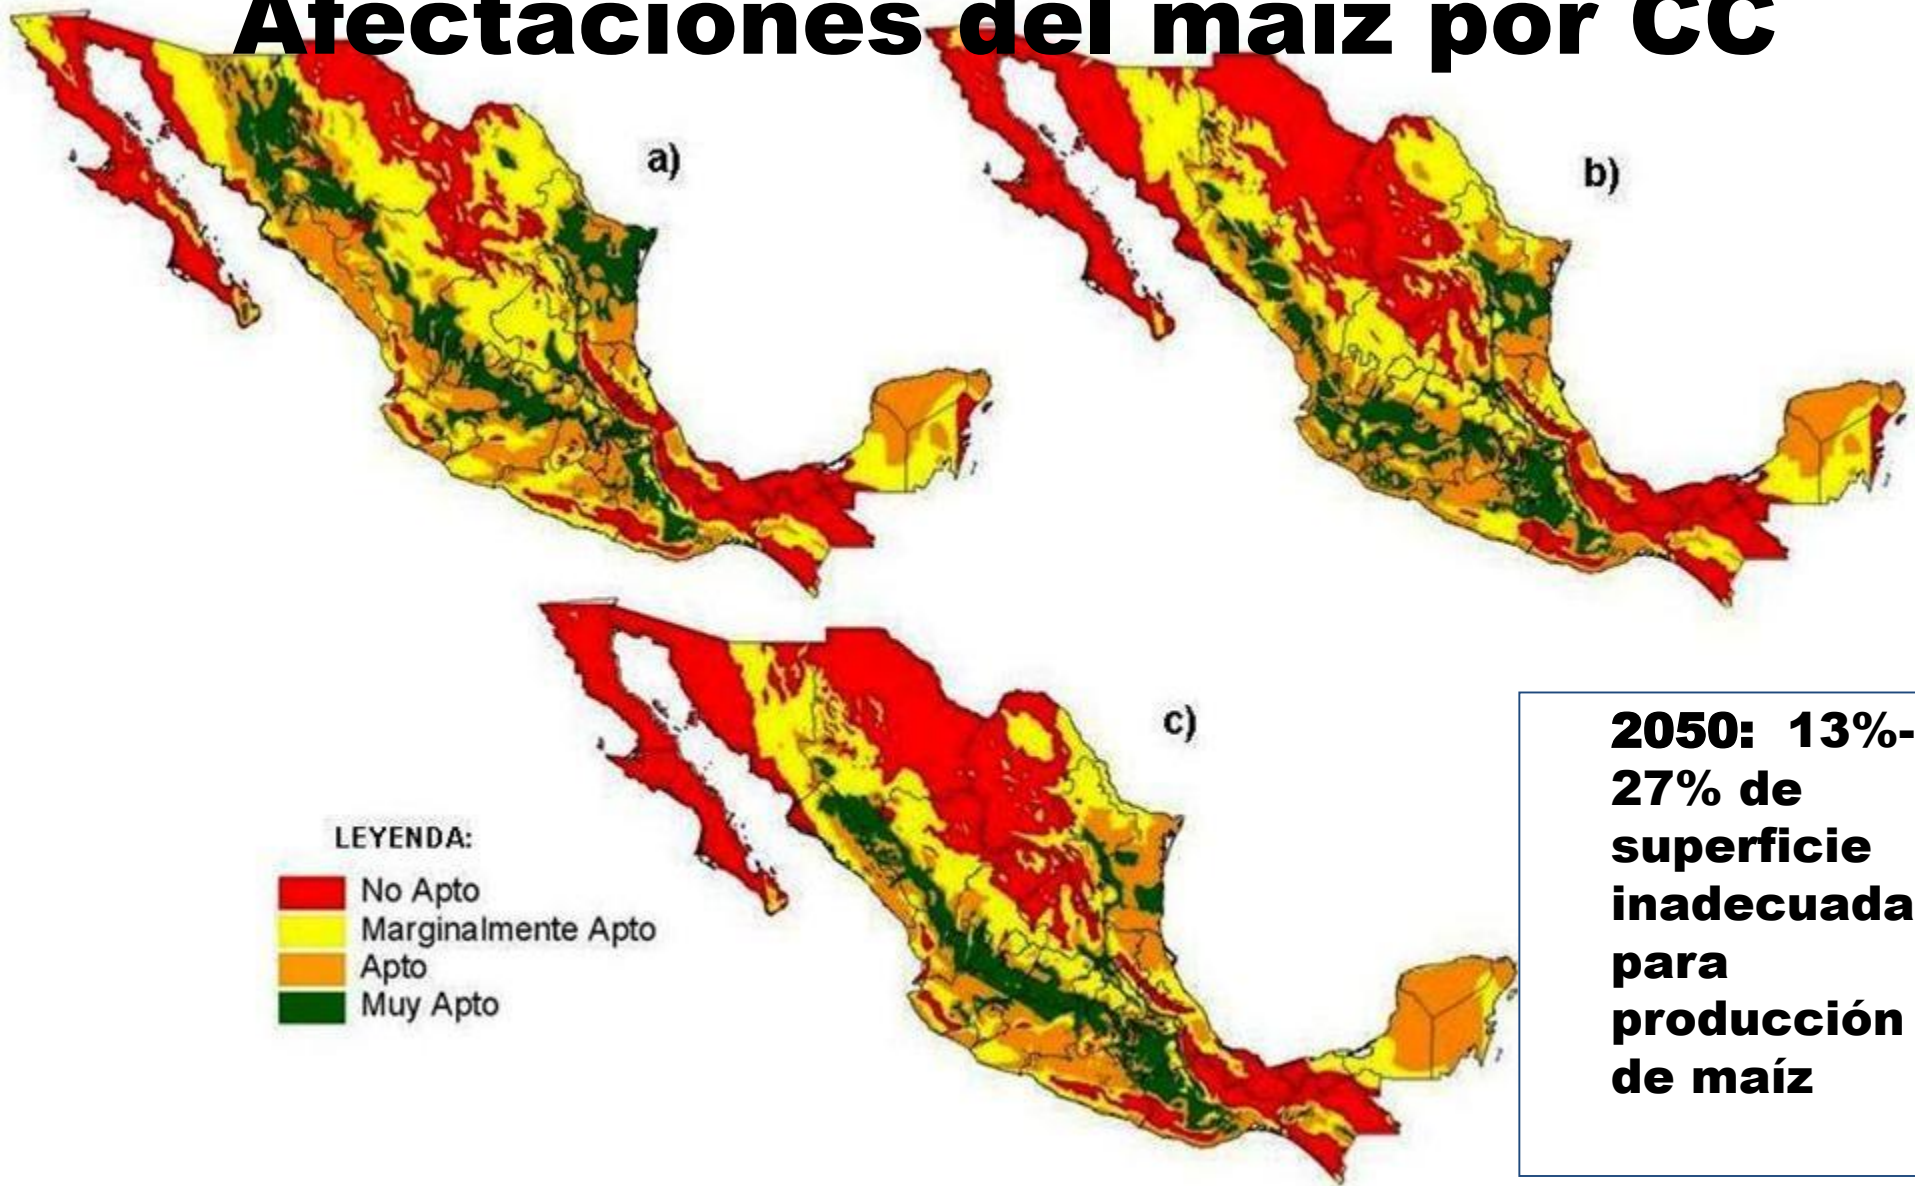 Afectaciones del maíz por CC
a)
b)
c)
LEYENDA:
No Apto
Marginalmente Apto
Apto
Muy Apto
2050: 13%-
27% de
superficie
inadecuada
para
producción
de maíz